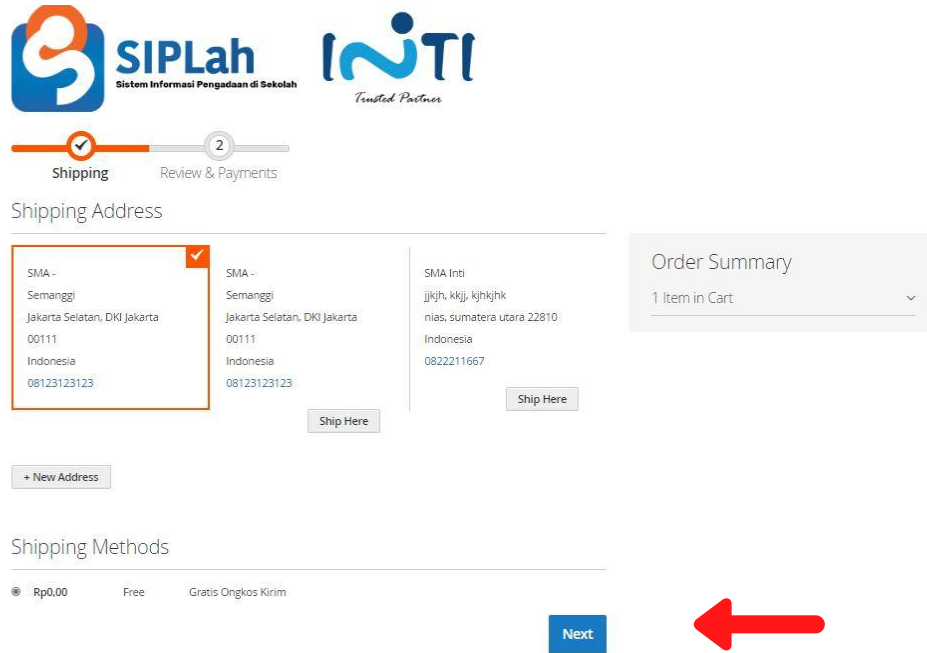 SIPLah
Sistem Informasi Pengadaan di Sekolah
INTI
Trusted Partner
2
Shipping
Review & Payments
Shipping Address
SMA -
Semanggi
Jakarta Selatan, DKI Jakarta
00111
Indonesia
08123123123
SMA -
Semanggi
Jakarta Selatan, DKI Jakarta
00111
Indonesia
08123123123
Ship Here
SMA Inti
jjkjh, kkjj, kjhkjhk
nias, sumatera utara 22810
Indonesia
0822211667
Ship Here
Order Summary
1 Item in Cart
+ New Address
Shipping Methods
Rp0,00 Free Gratis Ongkos Kirim
Next